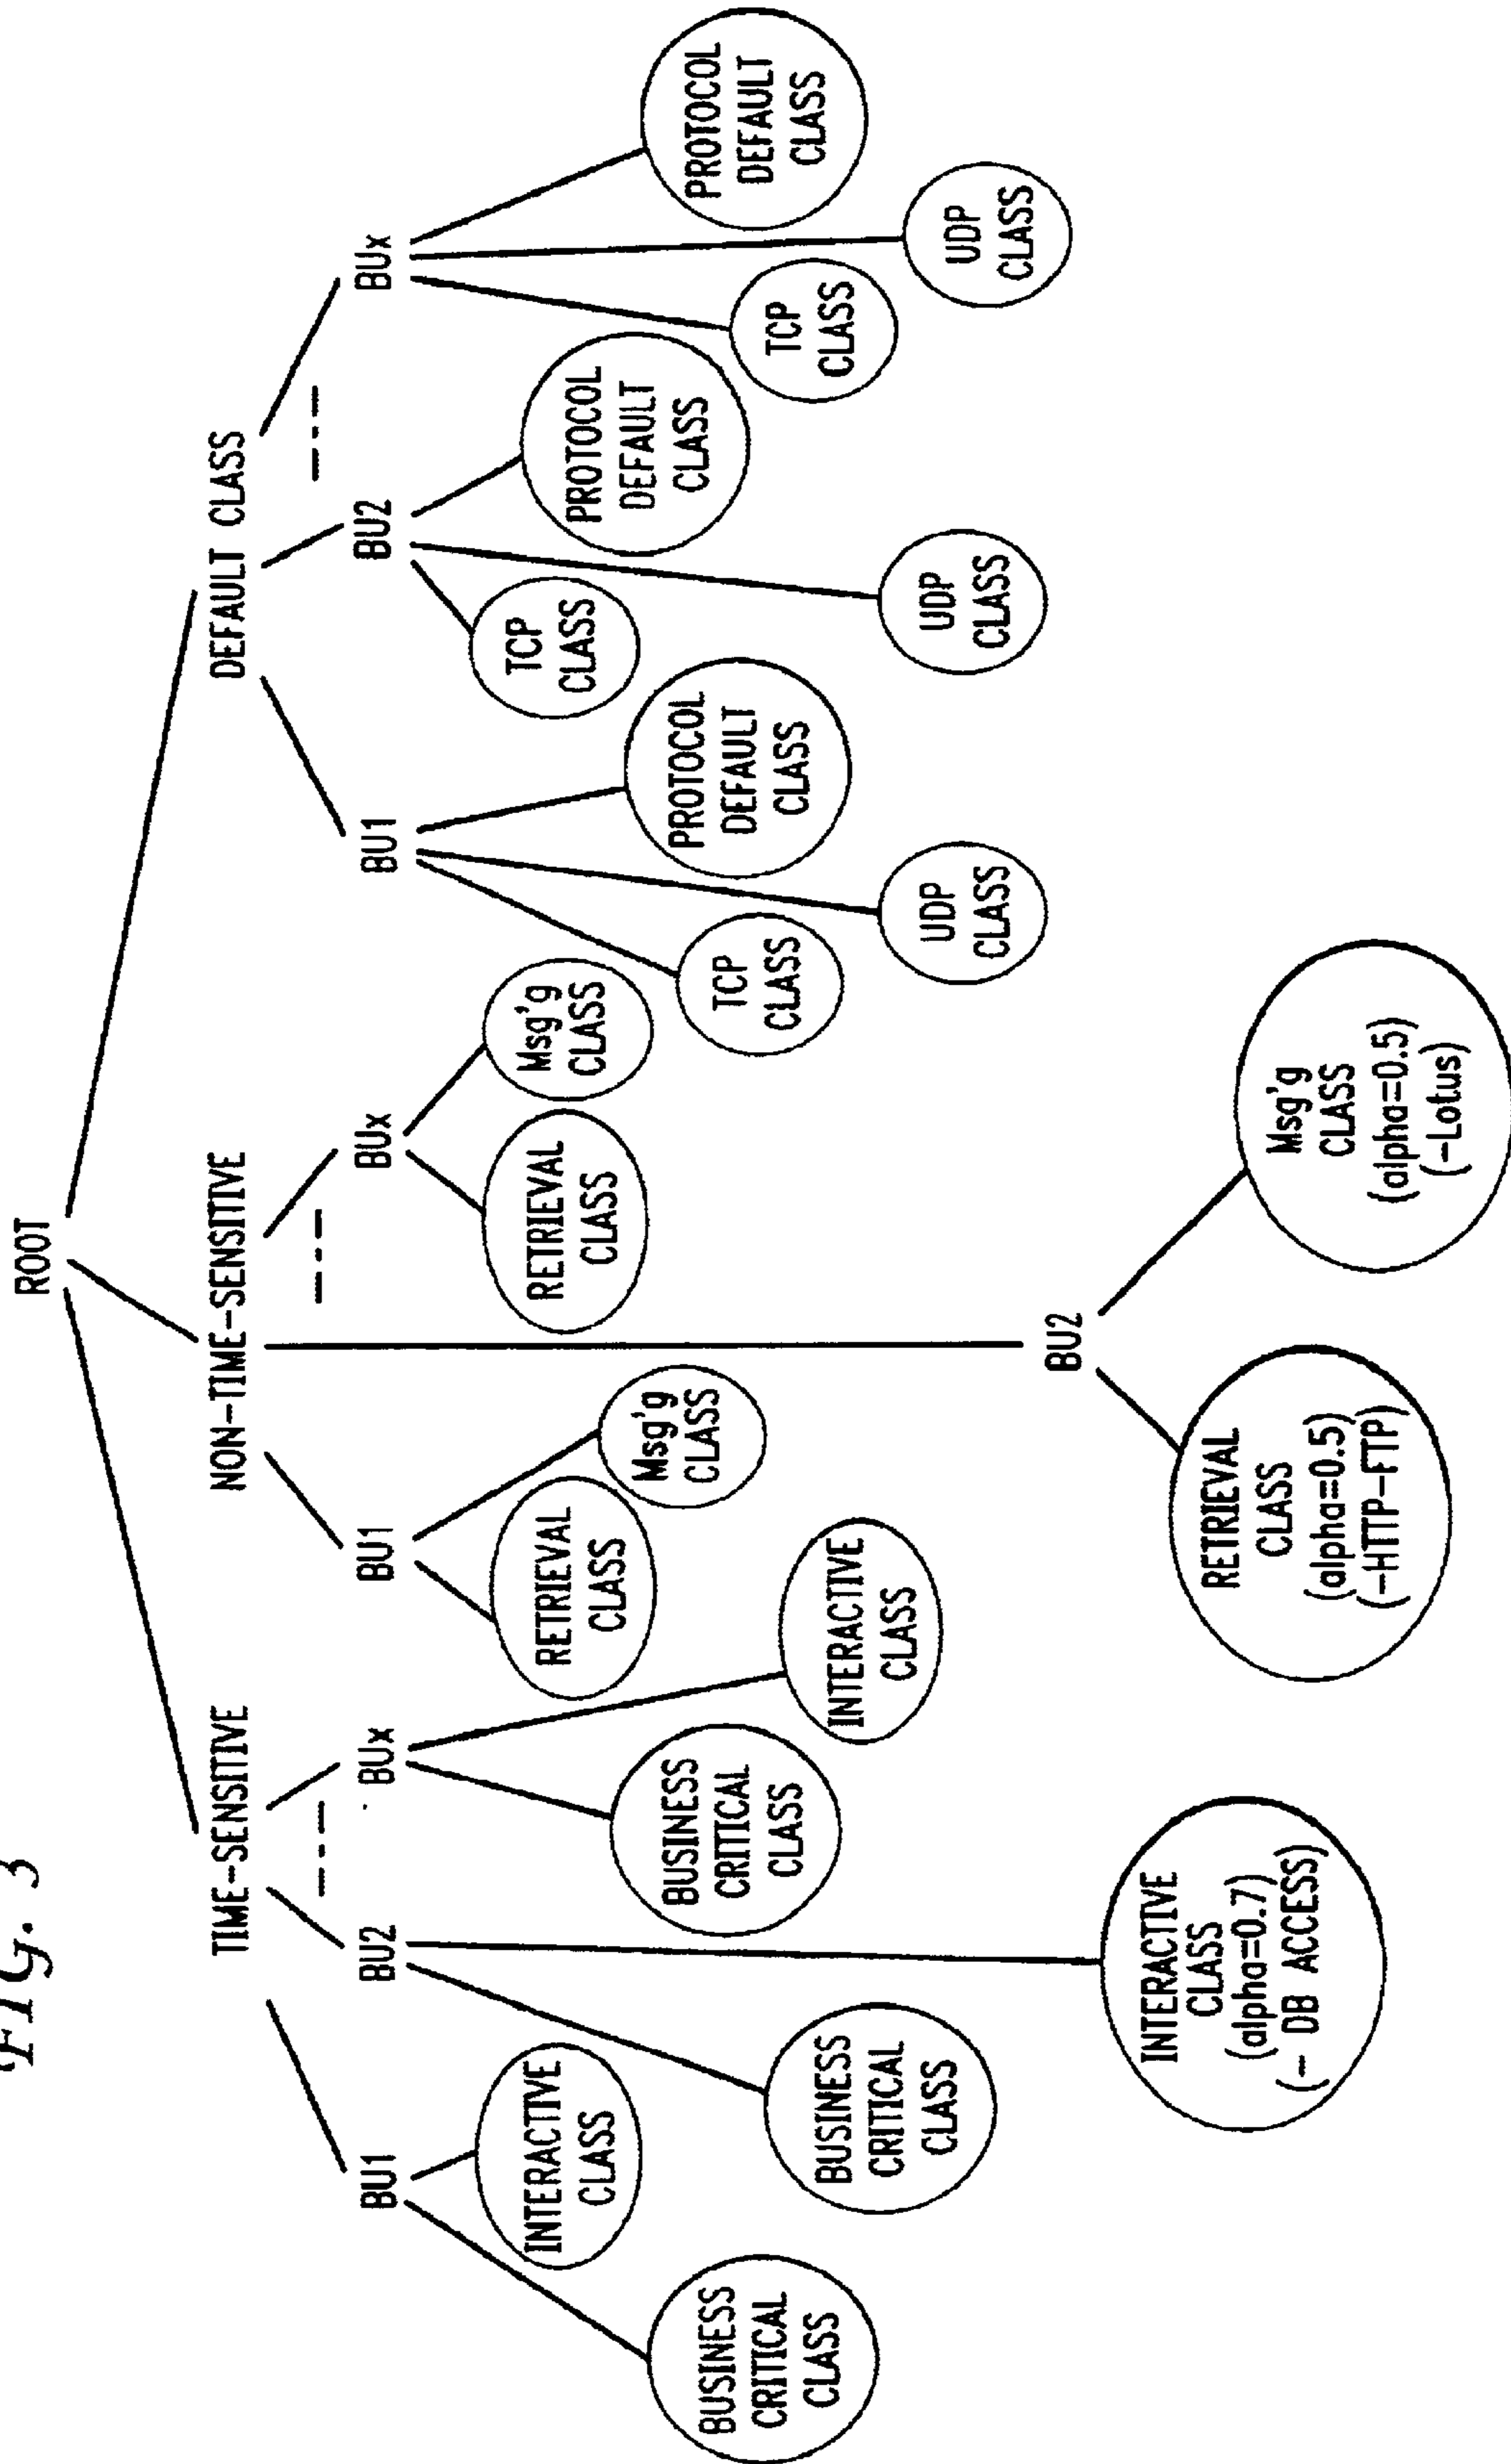 FIG. 3
ROOT
TIME-SENSITIVE
NON-TIME-SENSITIVE
DEFAULT CLASS
BU1
BU2
BUx
BU1
BUx
BU1
BU2
BUx
BUSINESS
CRITICAL
CLASS
INTERACTIVE
CLASS
BUSINESS
CRITICAL
CLASS
INTERACTIVE
CLASS
(alpha=0.7)
(- DB ACCESS)
BUSINESS
CRITICAL
CLASS
INTERACTIVE
CLASS
RETRIEVAL
CLASS
Msg'g
CLASS
BU2
RETRIEVAL
CLASS
(alpha=0.5)
(-HTTP-FTP)
Msg'g
CLASS
(alpha=0.5)
(-Lotus)
RETRIEVAL
CLASS
Msg'g
CLASS
TCP
CLASS
UDP
CLASS
PROTOCOL
DEFAULT
CLASS
TCP
CLASS
UDP
CLASS
PROTOCOL
DEFAULT
CLASS
TCP
CLASS
UDP
CLASS
PROTOCOL
DEFAULT
CLASS